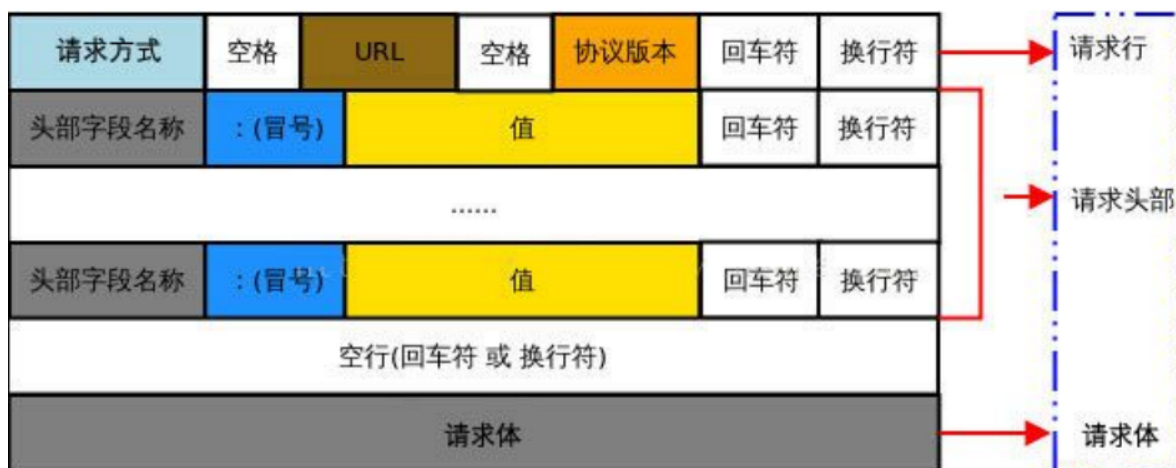 请求方式 空格 URL 空格 协议版本 回车符 换行符 请求行
头部字段名称 ：(冒号) 值 回车符 换行符
......
请求头部
头部字段名称 ：(冒号) 值 回车符 换行符
空行(回车符 或 换行符)
请求体 请求体